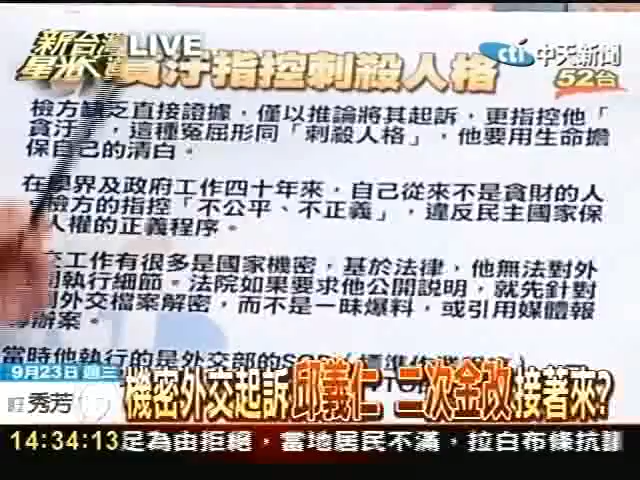 新台灣
星光大道
LIVE
cti 中天新聞
52台
貪汙指控刺殺人格
檢方缺乏直接證據，僅以推論將其起訴，更指控他「
貪汙」，這種冤屈形同「刺殺人格」，他要用生命擔
保自己的清白。
在學界及政府工作四十年來，自己從來不是貪財的人
檢方的指控「不公平、不正義」，違反民主國家保
人權的正義程序。
交工作有很多是國家機密，基於法律，他無法對外
執行細節。法院如果要求他公開說明，就先針對
外交檔案解密，而不是一昧爆料，或引用媒體報
辦案。
當時他執行的是外交部的SOP（標準作業程序）
9月23日 週三
旺 秀芳
機密外交起訴邱義仁 二次金改接著來?
14:34:13
足為由拒絕，當地居民不滿，拉白布條抗議